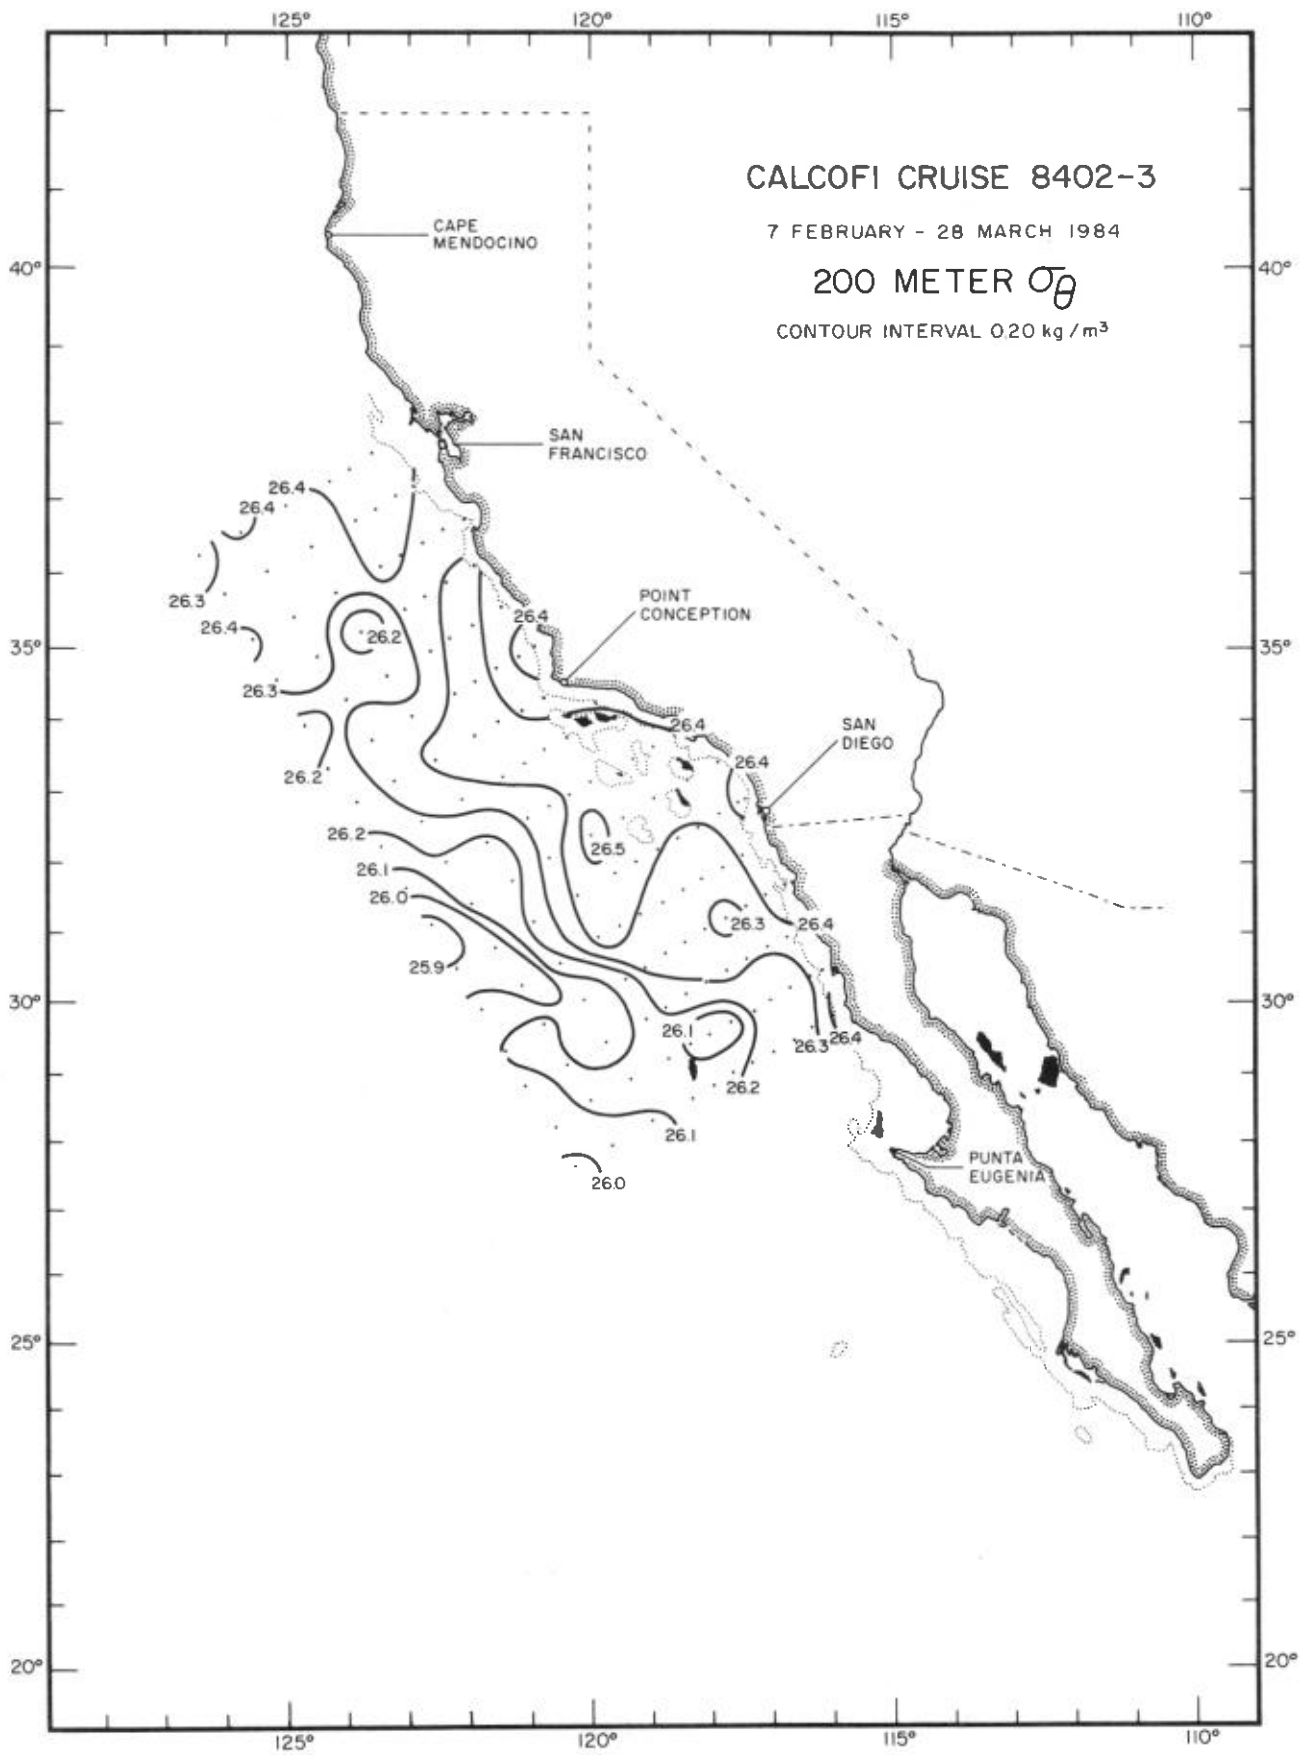 125° 120° 115° 110°
CALCOFI CRUISE 8402-3
7 FEBRUARY - 28 MARCH 1984
200 METER σθ
CONTOUR INTERVAL 0.20 kg/m³
CAPE
MENDOCINO
40° 40°
SAN
FRANCISCO
26.4
26.4
26.3
POINT
CONCEPTION
26.4
26.4
26.2
35° 35°
26.3
26.4
SAN
DIEGO
26.2
26.4
26.2
26.5
26.1
26.0
26.3
26.4
25.9
30° 30°
26.1
26.3
26.4
26.2
26.1
PUNTA
EUGENIA
26.0
25° 25°
20° 20°
125° 120° 115° 110°